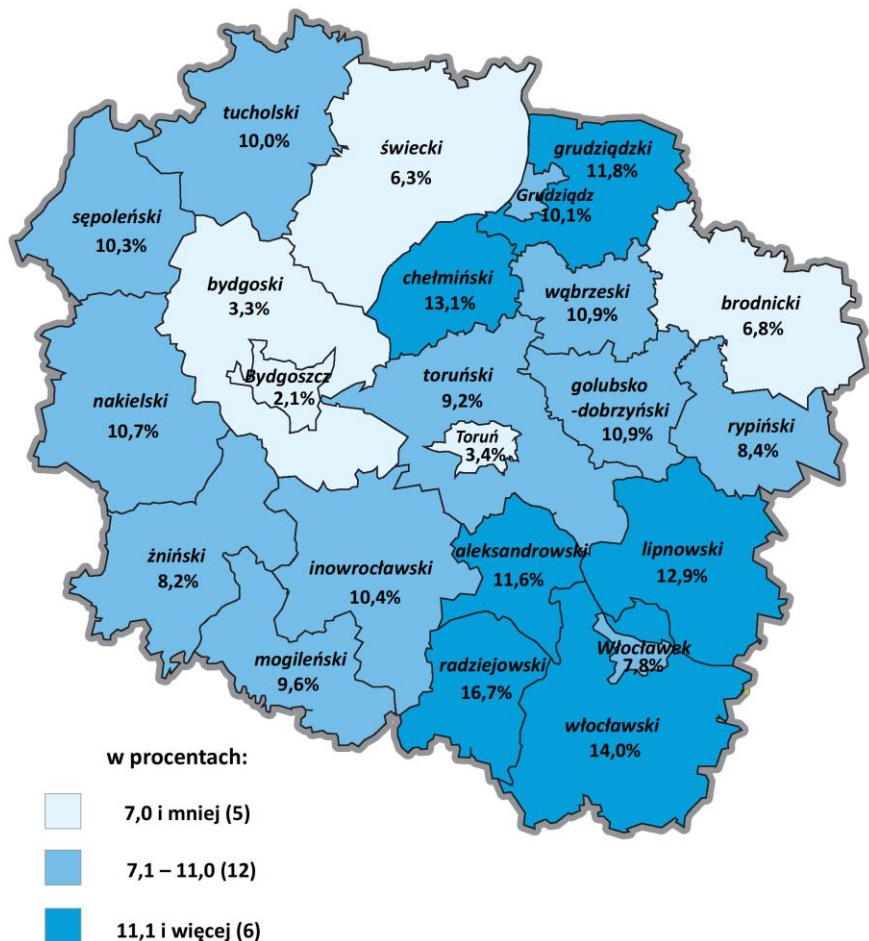 tucholski
10,0%
świecki
6,3%
grudziądzki
11,8%
Grudziądz
10,1%
sępoleński
10,3%
bydgoski
3,3%
chełmiński
13,1%
wąbrzeski
10,9%
brodnicki
6,8%
Bydgoszcz
2,1%
toruński
9,2%
golubsko
-dobrzyński
10,9%
nakielski
10,7%
rypiński
8,4%
Toruń
3,4%
żniński
8,2%
inowrocławski
10,4%
aleksandrowski
11,6%
lipnowski
12,9%
mogileński
9,6%
radziejowski
16,7%
Włocławek
7,8%
włocławski
14,0%
w procentach:
7,0 i mniej (5)
7,1 – 11,0 (12)
11,1 i więcej (6)